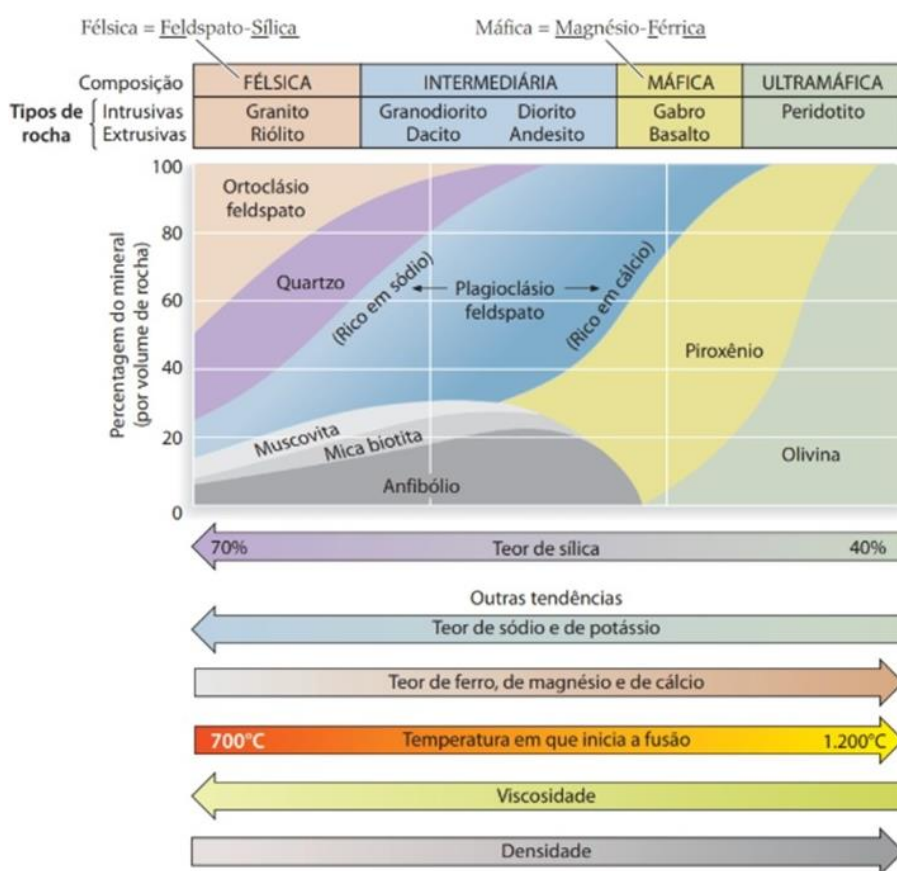 Félsica = Feldspato-Sílica
Máfica = Magnésio-Férrica
Composição
FÉLSICA
INTERMEDIÁRIA
MÁFICA
ULTRAMÁFICA
Tipos de rocha
Intrusivas
Granito
Granodiorito
Diorito
Gabro
Peridotito
Extrusivas
Riólito
Dacito
Andesito
Basalto
Percentagem do mineral
(por volume de rocha)
100
80
60
40
20
0
Ortoclásio
feldspato
Quartzo
(Rico em sódio)
Plagioclásio
feldspato
(Rico em cálcio)
Piroxênio
Muscovita
Mica biotita
Anfibólio
Olivina
70%
Teor de sílica
40%
Outras tendências
Teor de sódio e de potássio
Teor de ferro, de magnésio e de cálcio
700°C
Temperatura em que inicia a fusão
1.200°C
Viscosidade
Densidade